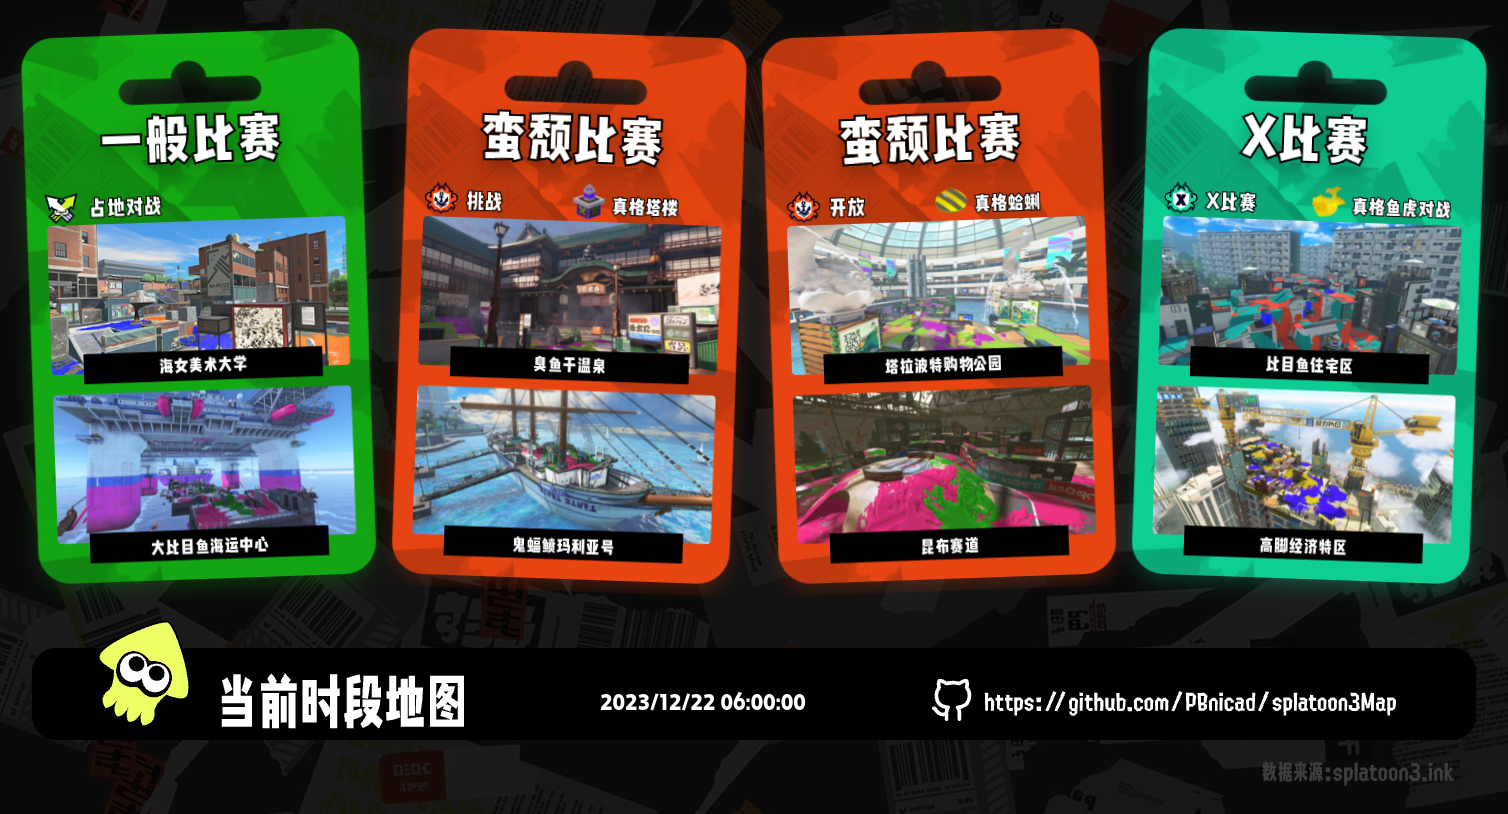 一般比赛
占地对战
海女美术大学
大比目鱼海运中心
蛮颓比赛
挑战
真格塔楼
臭鱼干温泉
鬼蝠鲼玛利亚号
蛮颓比赛
开放
真格蛤蜊
塔拉波特购物公园
昆布赛道
X比赛
X比赛
真格鱼虎对战
比目鱼住宅区
高脚经济特区
当前时段地图
2023/12/22 06:00:00
https://github.com/PBnicad/splatoon3Map
数据来源:splatoon3.ink